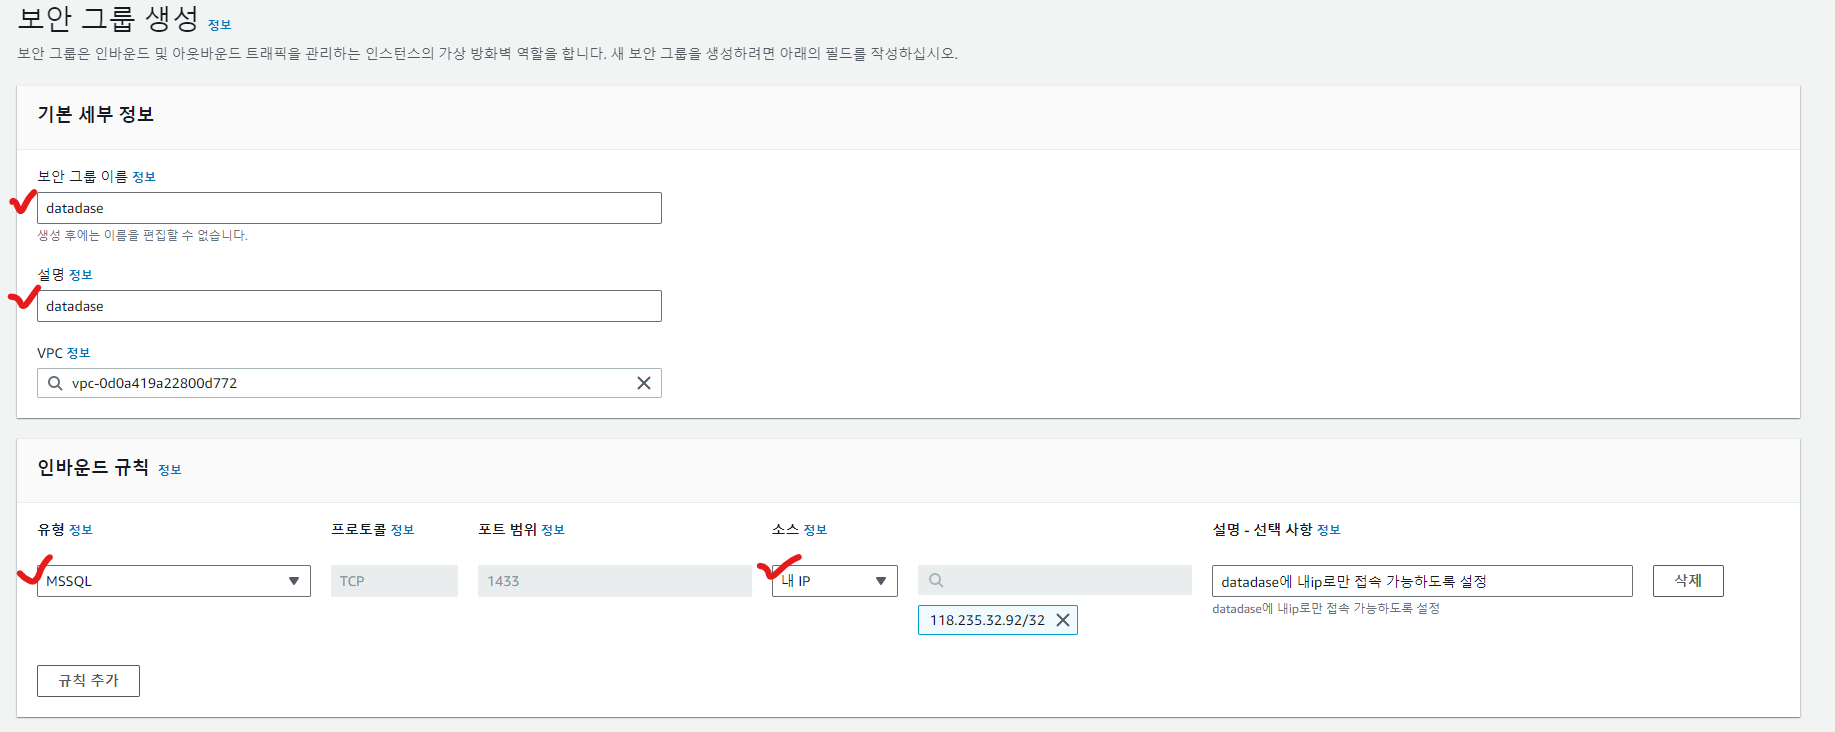 보안 그룹 생성 정보
보안 그룹은 인바운드 및 아웃바운드 트래픽을 관리하는 인스턴스의 가상 방화벽 역할을 합니다. 새 보안 그룹을 생성하려면 아래의 필드를 작성하십시오.
기본 세부 정보
보안 그룹 이름 정보
datadase
생성 후에는 이름을 편집할 수 없습니다.
설명 정보
datadase
VPC 정보
vpc-0d0a419a22800d772
인바운드 규칙 정보
유형 정보 프로토콜 정보 포트 범위 정보 소스 정보 설명 - 선택 사항 정보
MSSQL TCP 1433 내 IP datadase에 내ip로만 접속 가능하도록 설정 삭제
datadase에 내ip로만 접속 가능하도록 설정
118.235.32.92/32
규칙 추가